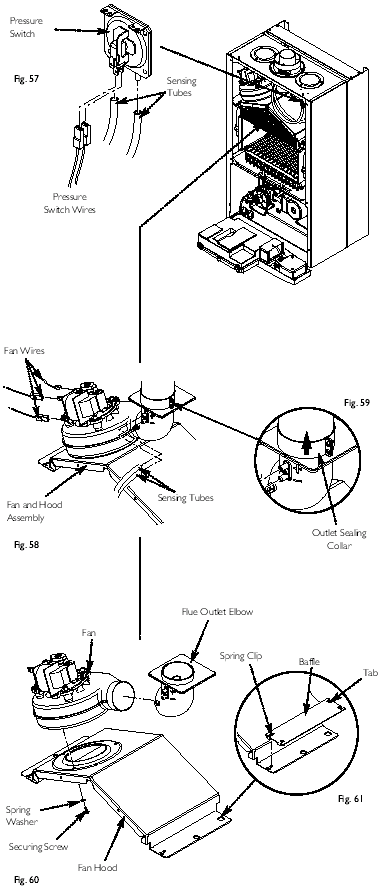 Pressure
Switch
Fig. 57
Sensing
Tubes
Pressure
Switch Wires
Fan Wires
Fig. 59
Fan and Hood
Assembly
Sensing Tubes
Outlet Sealing
Collar
Fig. 58
Flue Outlet Elbow
Fan
Spring Clip
Baffle
Tab
Fig. 61
Spring
Washer
Securing Screw
Fan Hood
Fig. 60